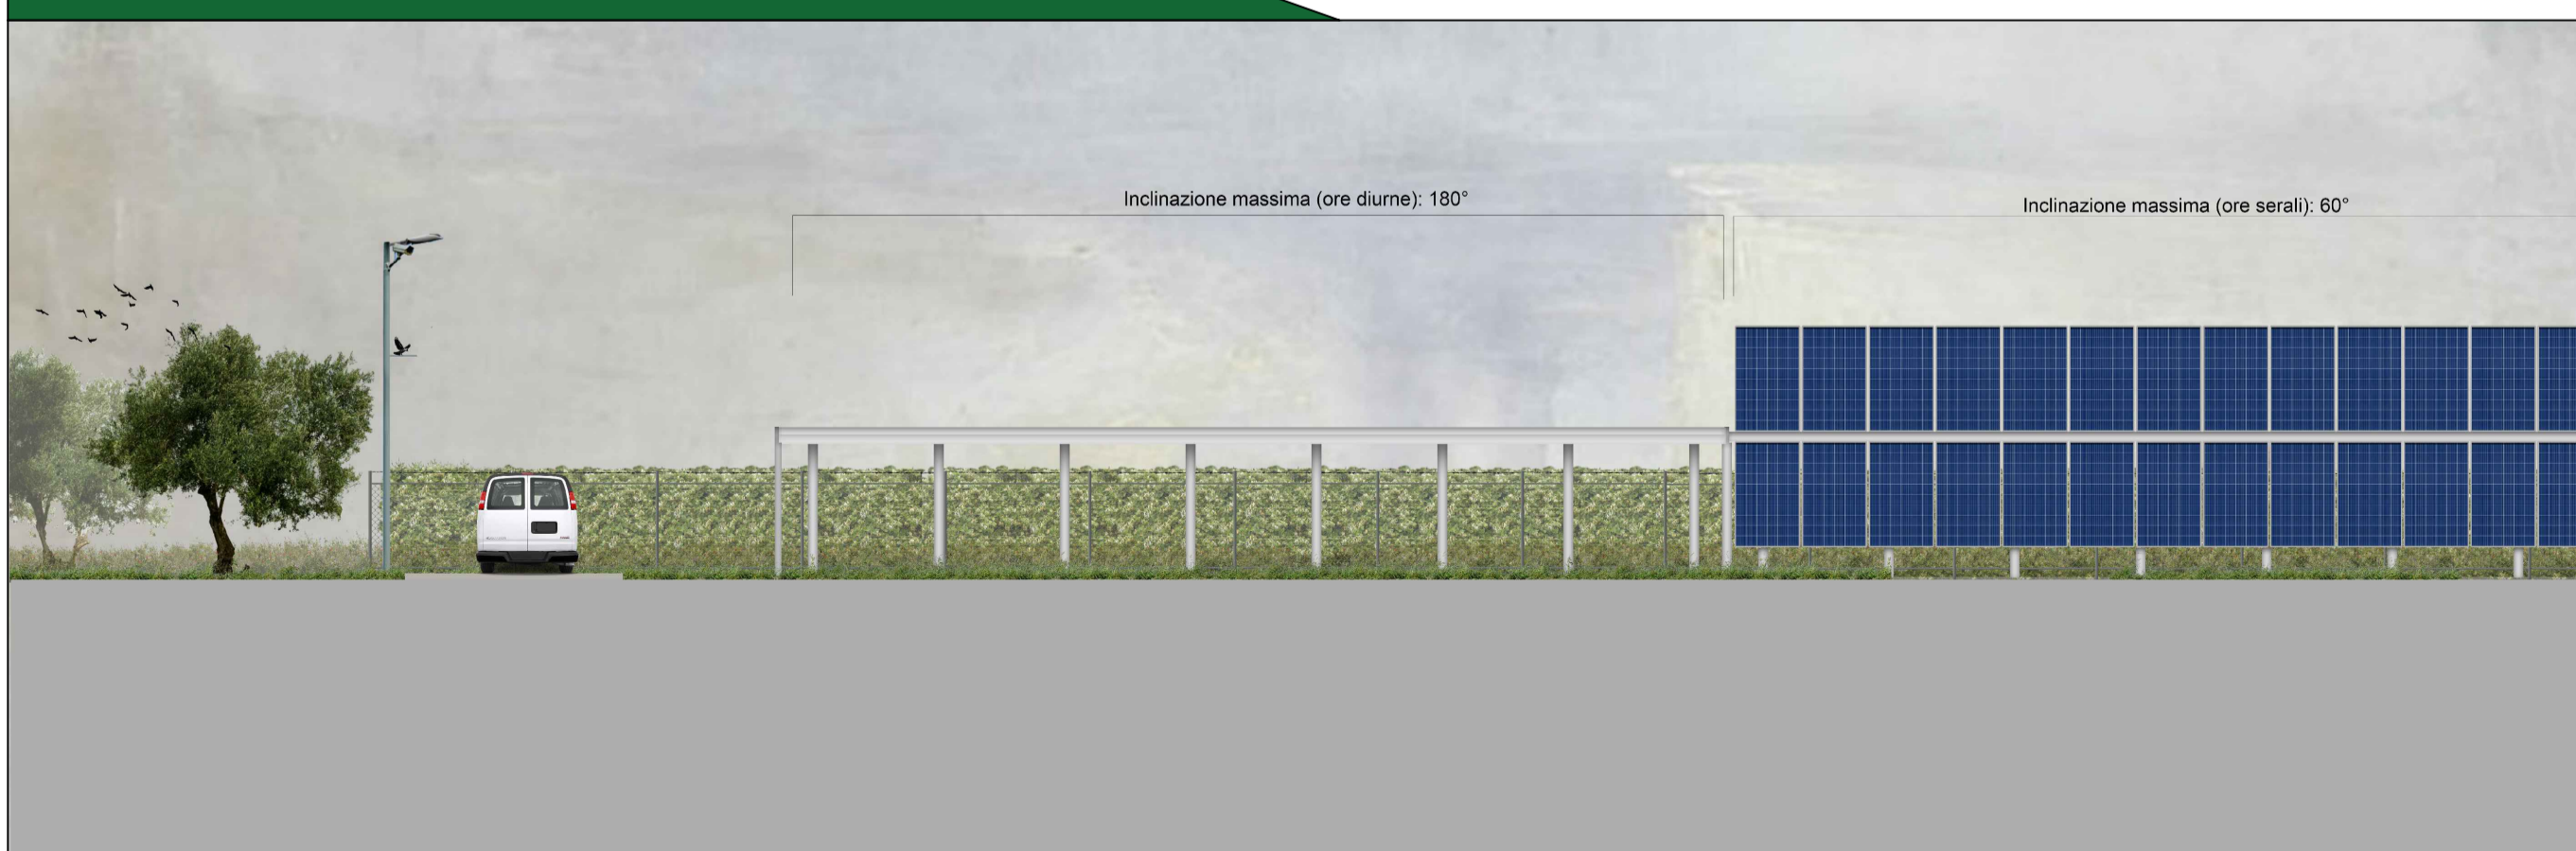 Inclinazione massima (ore diurne): 180°
Inclinazione massima (ore serali): 60°